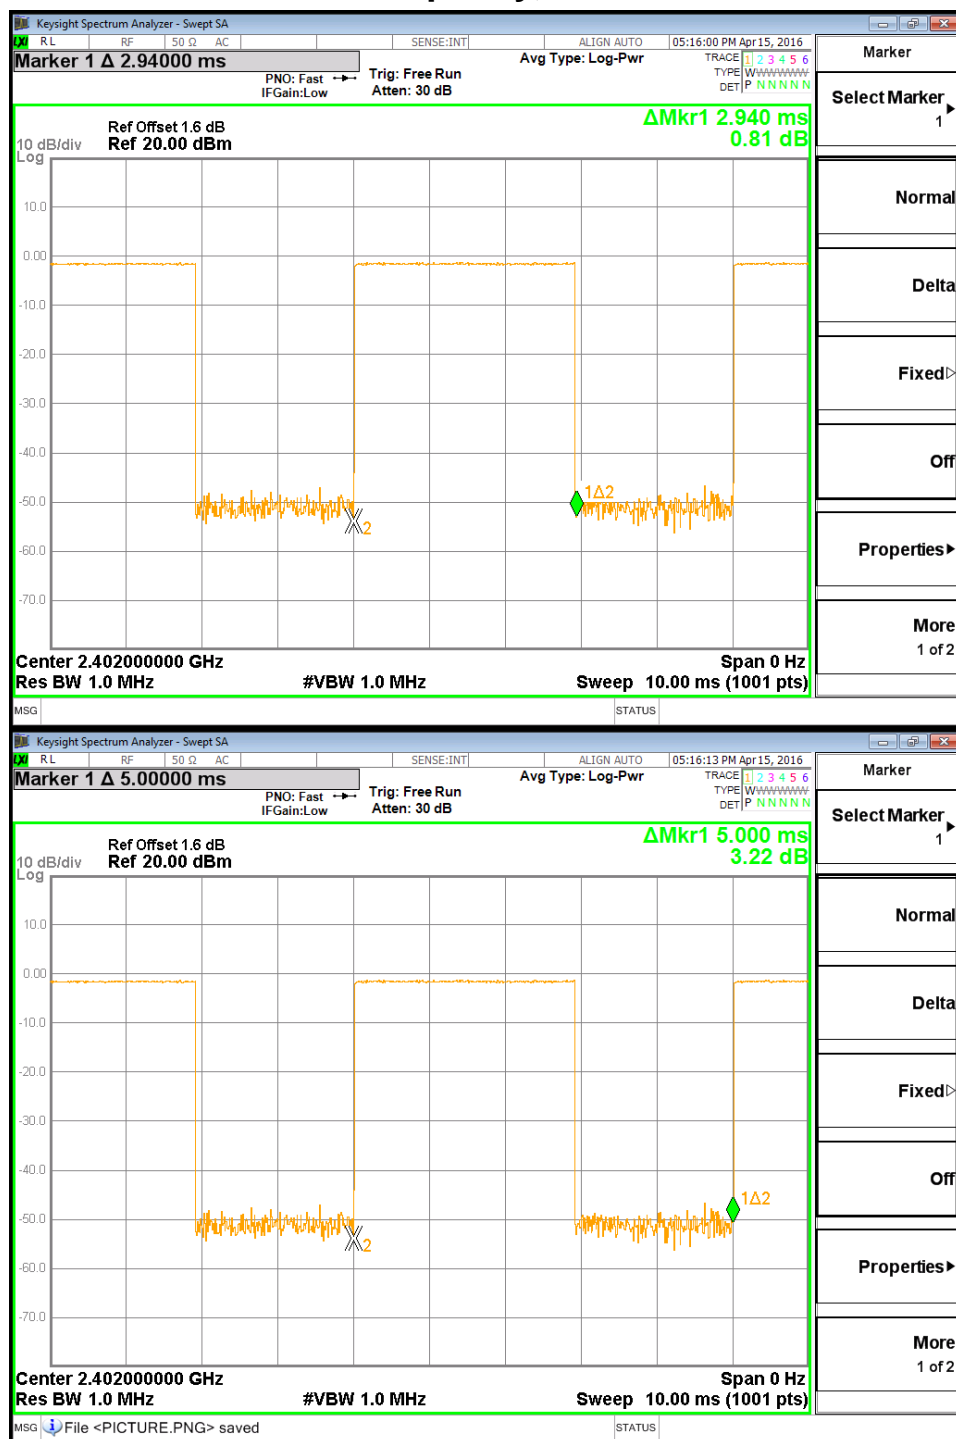 Keysight Spectrum Analyzer - Swept SA
LXI RL RF 50 Ω AC SENSE:INT ALIGN AUTO 05:16:00 PM Apr 15, 2016
Marker 1 Δ 2.94000 ms
PNO: Fast
IFGain:Low
Trig: Free Run
Atten: 30 dB
Avg Type: Log-Pwr
TRACE 1 2 3 4 5 6
TYPE WWWWWW
DET P N N N N N
ΔMkr1 2.940 ms
0.81 dB
Ref Offset 1.6 dB
10 dB/div Ref 20.00 dBm
Log
10.0
0.00
-10.0
-20.0
-30.0
-40.0
-50.0
-60.0
-70.0
1Δ2
2
Center 2.402000000 GHz Span 0 Hz
Res BW 1.0 MHz #VBW 1.0 MHz Sweep 10.00 ms (1001 pts)
MSG STATUS
Marker
Select Marker
1
Normal
Delta
Fixed
Off
Properties
More
1 of 2
Keysight Spectrum Analyzer - Swept SA
LXI RL RF 50 Ω AC SENSE:INT ALIGN AUTO 05:16:13 PM Apr 15, 2016
Marker 1 Δ 5.00000 ms
PNO: Fast
IFGain:Low
Trig: Free Run
Atten: 30 dB
Avg Type: Log-Pwr
TRACE 1 2 3 4 5 6
TYPE WWWWWW
DET P N N N N N
ΔMkr1 5.000 ms
3.22 dB
Ref Offset 1.6 dB
10 dB/div Ref 20.00 dBm
Log
10.0
0.00
-10.0
-20.0
-30.0
-40.0
-50.0
-60.0
-70.0
1Δ2
2
Center 2.402000000 GHz Span 0 Hz
Res BW 1.0 MHz #VBW 1.0 MHz Sweep 10.00 ms (1001 pts)
MSG File <PICTURE.PNG> saved STATUS
Marker
Select Marker
1
Normal
Delta
Fixed
Off
Properties
More
1 of 2